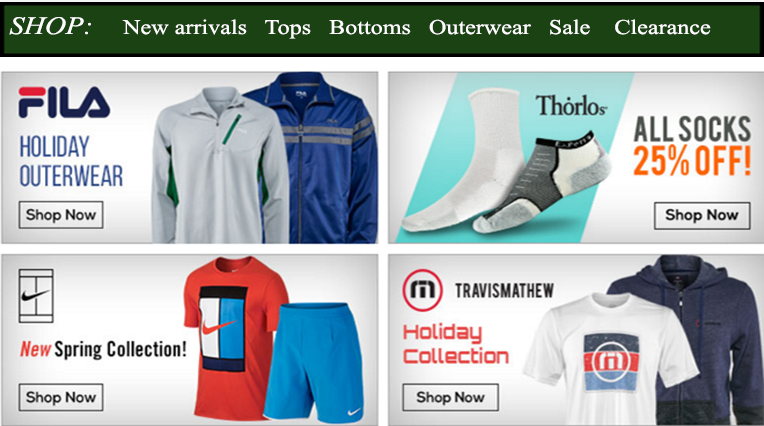 SHOP: New arrivals Tops Bottoms Outerwear Sale Clearance
FILA
HOLIDAY
OUTERWEAR
Shop Now
Thorlos
ALL SOCKS
25% OFF!
Shop Now
New Spring Collection!
Shop Now
TRAVISMATHEW
Holiday
Collection
Shop Now